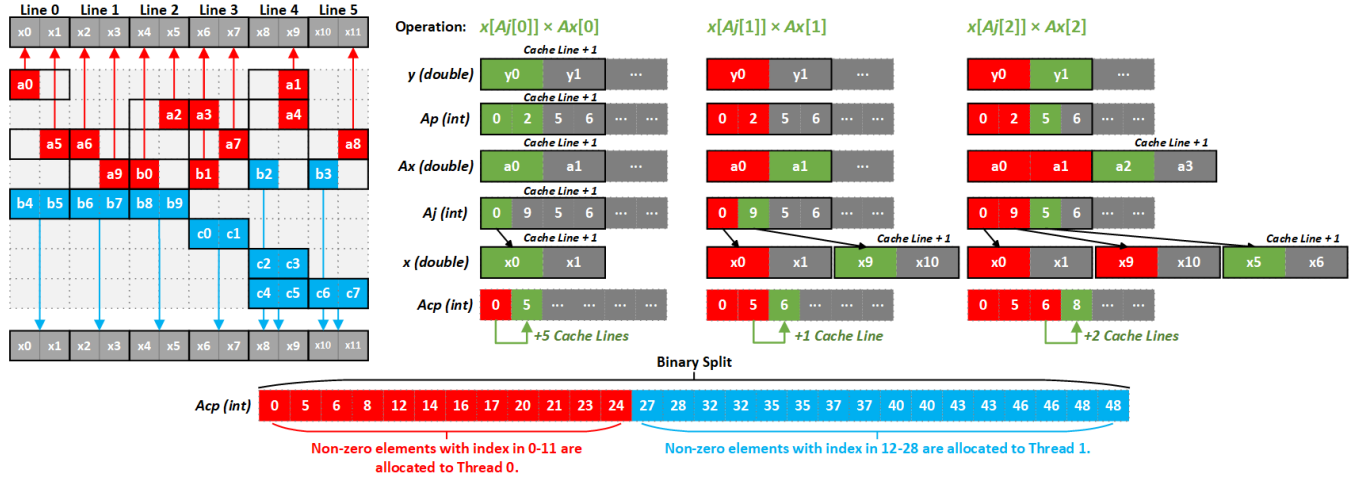 Line 0 Line 1 Line 2 Line 3 Line 4 Line 5
x0 x1 x2 x3 x4 x5 x6 x7 x8 x9 x10 x11
a0 a1
a2 a3 a4
a5 a6 a7 a8
a9 b0 b1 b2 b3
b4 b5 b6 b7 b8 b9
c0 c1
c2 c3
c4 c5 c6 c7
x0 x1 x2 x3 x4 x5 x6 x7 x8 x9 x10 x11
Operation: x[Aj[0]] × Ax[0] x[Aj[1]] × Ax[1] x[Aj[2]] × Ax[2]
Cache Line + 1
y (double) y0 y1 ... y0 y1 ... y0 y1 ...
Cache Line + 1
Ap (int) 0 2 5 6 ... ... 0 2 5 6 ... ... 0 2 5 6 ... ...
Cache Line + 1 Cache Line + 1
Ax (double) a0 a1 ... a0 a1 ... a0 a1 a2 a3
Cache Line + 1
Aj (int) 0 9 5 6 ... ... 0 9 5 6 ... ... 0 9 5 6 ... ...
Cache Line + 1 Cache Line + 1 Cache Line + 1
x (double) x0 x1 x0 x1 x9 x10 x0 x1 x9 x10 x5 x6
Acp (int) 0 5 ... ... ... ... 0 5 6 ... ... ... 0 5 6 8 ... ...
+5 Cache Lines +1 Cache Line +2 Cache Lines
Binary Split
Acp (int) 0 5 6 8 12 14 16 17 20 21 23 24 27 28 32 32 35 35 37 37 40 40 43 43 46 46 48 48
Non-zero elements with index in 0-11 are
allocated to Thread 0.
Non-zero elements with index in 12-28 are allocated to Thread 1.